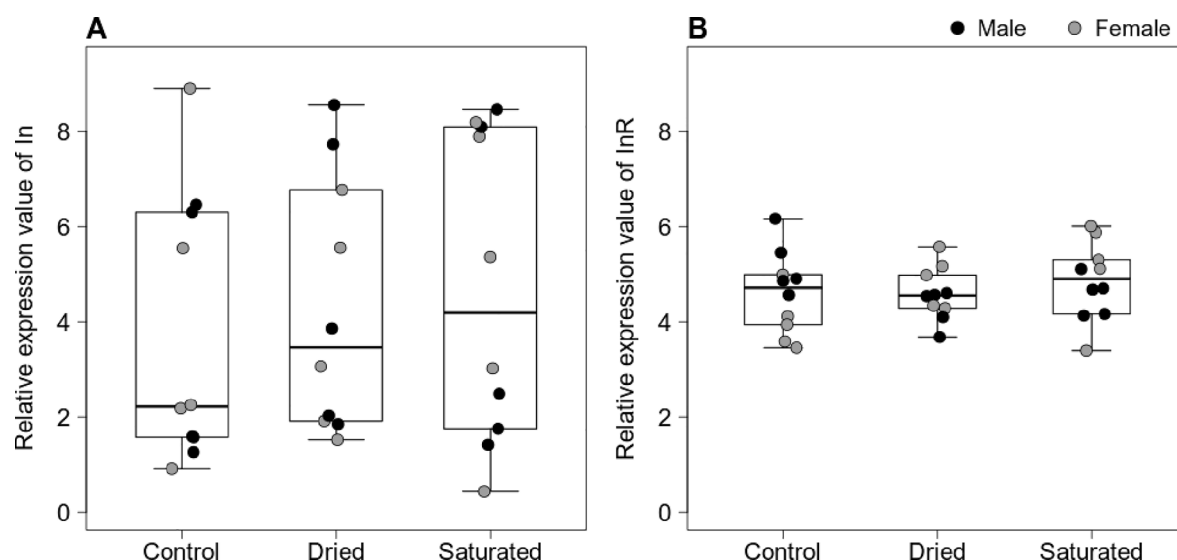 A
Relative expression value of In
8
6
4
2
0
Control Dried Saturated
B
Male Female
Relative expression value of InR
8
6
4
2
0
Control Dried Saturated